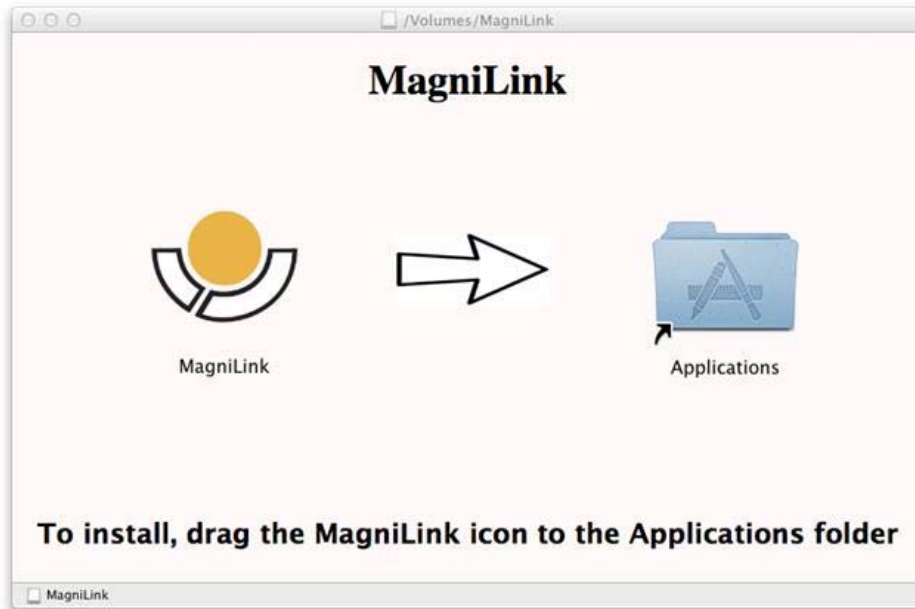 /Volumes/MagniLink
MagniLink
MagniLink
Applications
To install, drag the MagniLink icon to the Applications folder
MagniLink